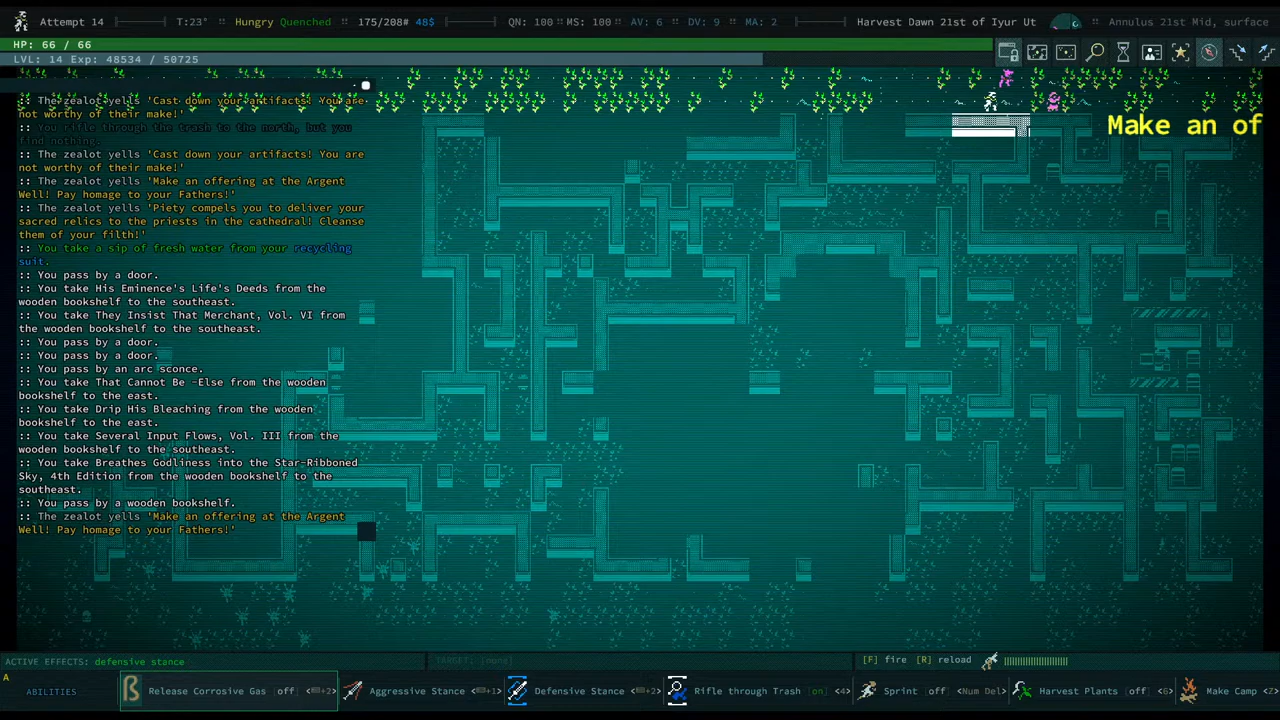 Attempt 14 T:23° :: Hungry Quenched :: 175/208# 48$ QN: 100 :: MS: 100 :: AV: 6 :: DV: 9 :: MA: 2 Harvest Dawn 21st of Iyur Ut :: Annulus 21st Mid, surface
HP: 66 / 66
LVL: 14 Exp: 48534 / 50725
:: The zealot yells 'Cast down your artifacts! You are
not worthy of their make!'
:: You rifle through the trash to the north, but you
find nothing.
:: The zealot yells 'Cast down your artifacts! You are
not worthy of their make!'
:: The zealot yells 'Make an offering at the Argent
Well! Pay homage to your Fathers!'
:: The zealot yells 'Piety compels you to deliver your
sacred relics to the priests in the cathedral! Cleanse
them of your filth!'
:: You take a sip of fresh water from your recycling
suit.
:: You pass by a door.
:: You take His Eminence's Life's Deeds from the
wooden bookshelf to the southeast.
:: You take They Insist That Merchant, Vol. VI from
the wooden bookshelf to the southeast.
:: You pass by a door.
:: You pass by a door.
:: You pass by an arc sconce.
:: You take That Cannot Be -Else from the wooden
bookshelf to the east.
:: You take Drip His Bleaching from the wooden
bookshelf to the east.
:: You take Several Input Flows, Vol. III from the
wooden bookshelf to the southeast.
:: You take Breathes Godliness into the Star-Ribboned
Sky, 4th Edition from the wooden bookshelf to the
southeast.
:: You pass by a wooden bookshelf.
:: The zealot yells 'Make an offering at the Argent
Well! Pay homage to your Fathers!'
Make an of
ACTIVE EFFECTS: defensive stance
TARGET: [none]
[F] fire [R] reload
A
ABILITIES
Release Corrosive Gas [off] <⌨+2>
Aggressive Stance <⌨+1>
Defensive Stance <⌨+2>
Rifle through Trash [on] <4>
Sprint [off] <Num Del>
Harvest Plants [off] <6>
Make Camp <Z>